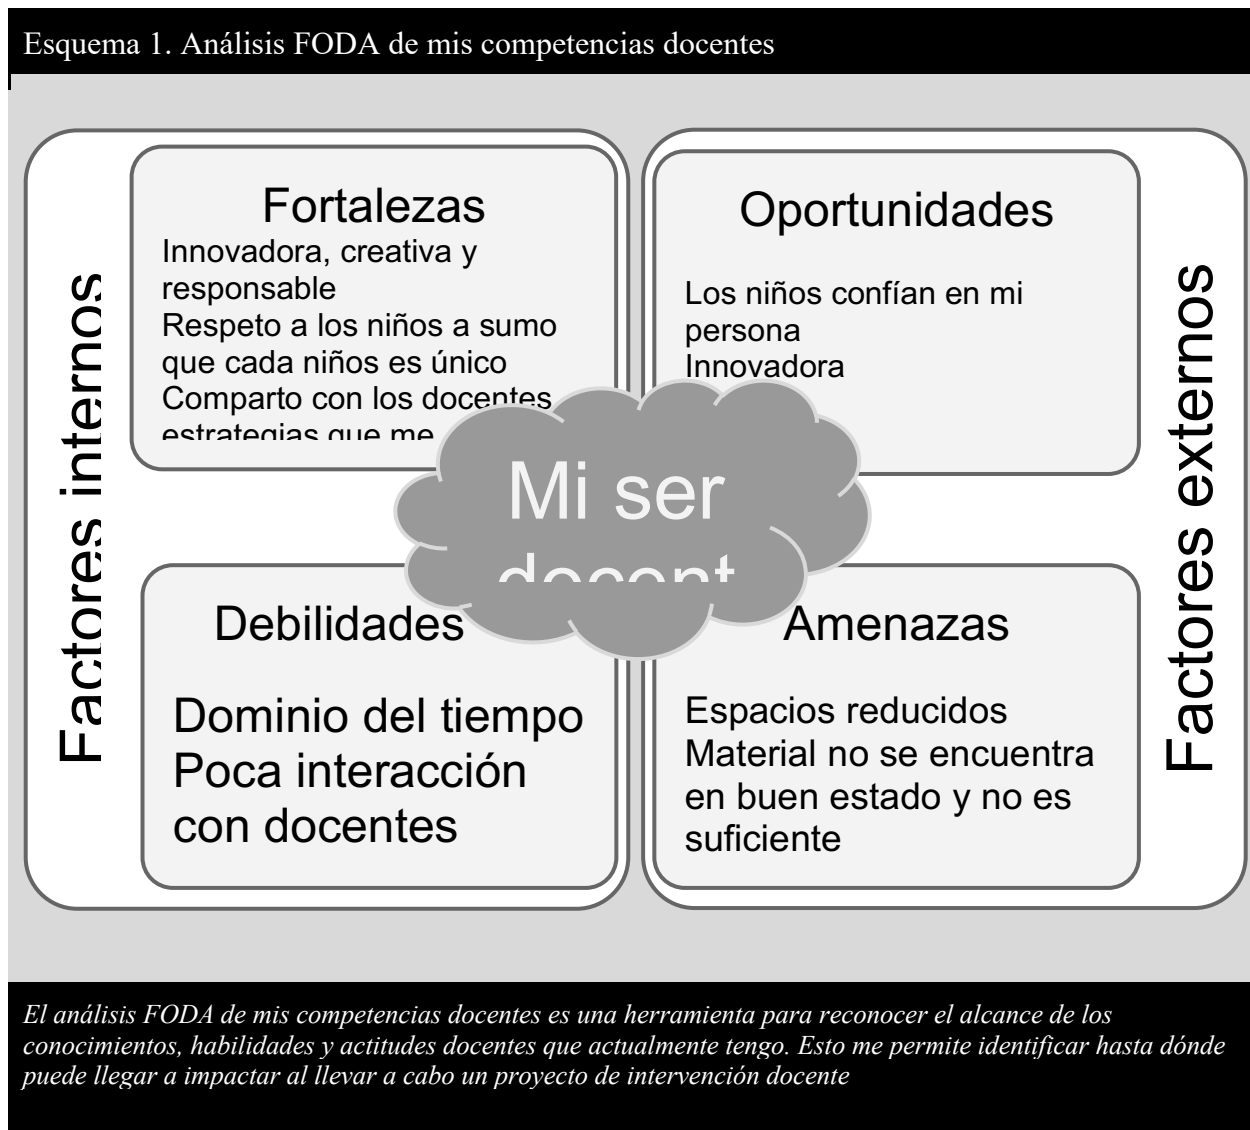 Esquema 1. Análisis FODA de mis competencias docentes
Factores internos
Fortalezas
Innovadora, creativa y
responsable
Respeto a los niños a sumo
que cada niños es único
Comparto con los docentes
estrategias que me
Oportunidades
Los niños confían en mi
persona
Innovadora
Factores externos
Mi ser
docent
Debilidades
Dominio del tiempo
Poca interacción
con docentes
Amenazas
Espacios reducidos
Material no se encuentra
en buen estado y no es
suficiente
El análisis FODA de mis competencias docentes es una herramienta para reconocer el alcance de los
conocimientos, habilidades y actitudes docentes que actualmente tengo. Esto me permite identificar hasta dónde
puede llegar a impactar al llevar a cabo un proyecto de intervención docente